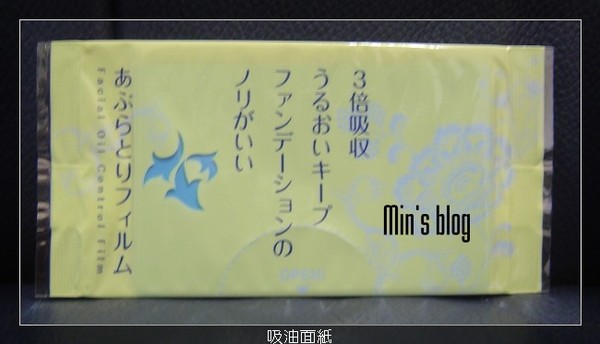 3倍吸収
うるおいキープ
ファンデーションの
ノリがいい
あぶらとりフィルム
Facial Oil Control Film
OPEN
Min's blog
吸油面紙